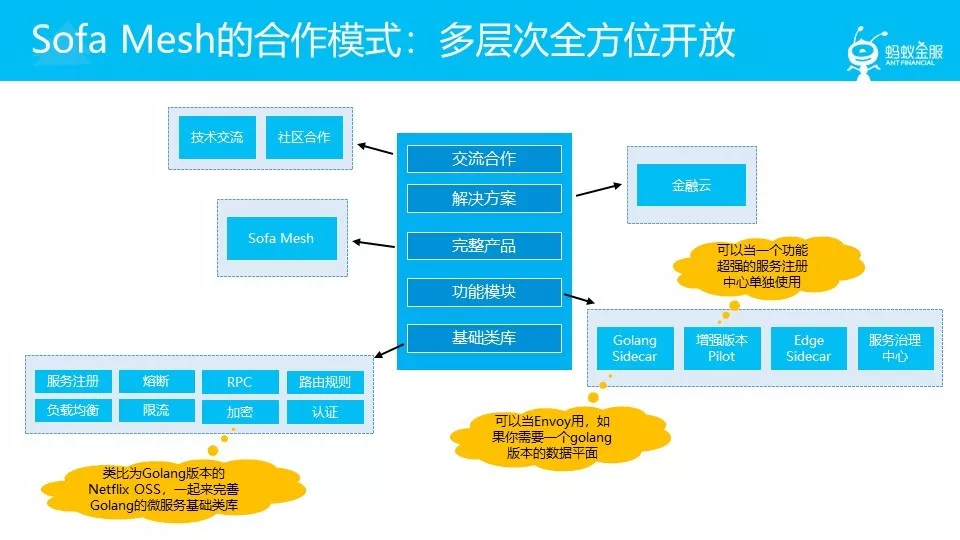 Sofa Mesh的合作模式：多层次全方位开放
蚂蚁金服
ANT FINANCIAL
技术交流
社区合作
交流合作
解决方案
完整产品
功能模块
基础类库
金融云
Sofa Mesh
可以当一个功能
超强的服务注册
中心单独使用
Golang
Sidecar
增强版本
Pilot
Edge
Sidecar
服务治理
中心
服务注册
熔断
RPC
路由规则
负载均衡
限流
加密
认证
可以当Envoy用，如
果你需要一个golang
版本的数据平面
类比为Golang版本的
Netflix OSS，一起来完善
Golang的微服务基础类库